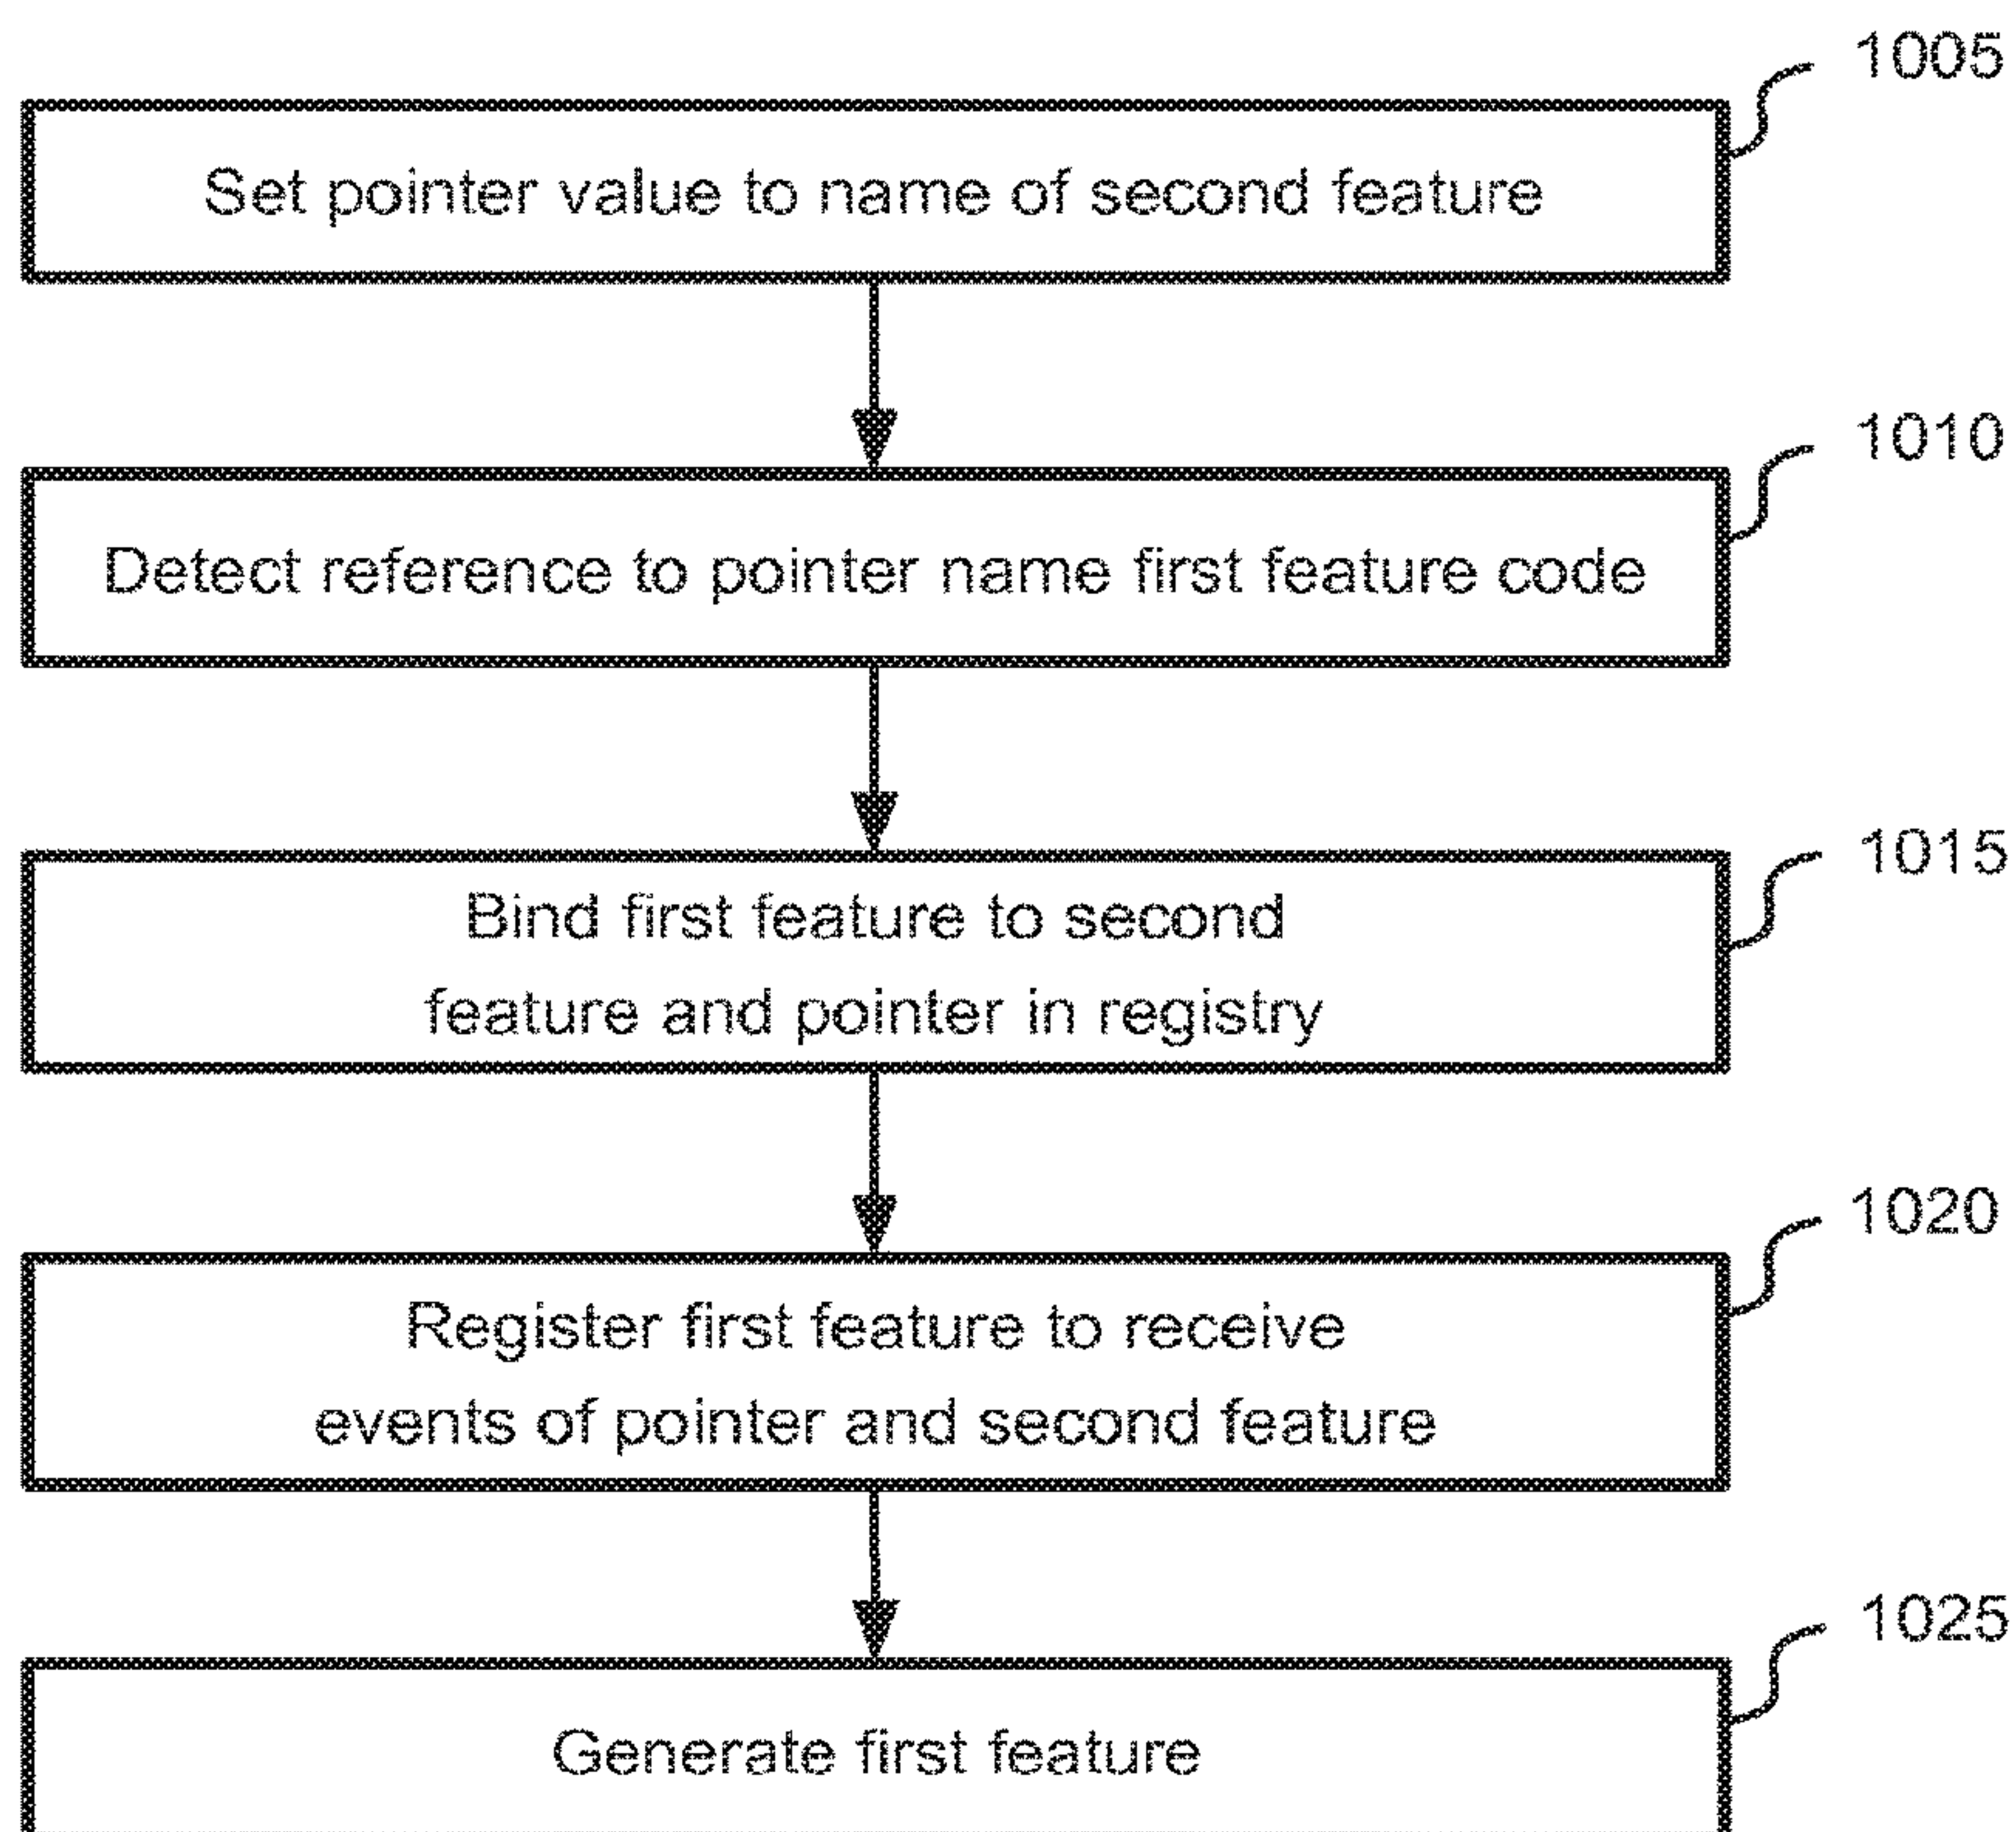 1005
Set pointer value to name of second feature
1010
Detect reference to pointer name first feature code
1015
Bind first feature to second
feature and pointer in registry
1020
Register first feature to receive
events of pointer and second feature
1025
Generate first feature